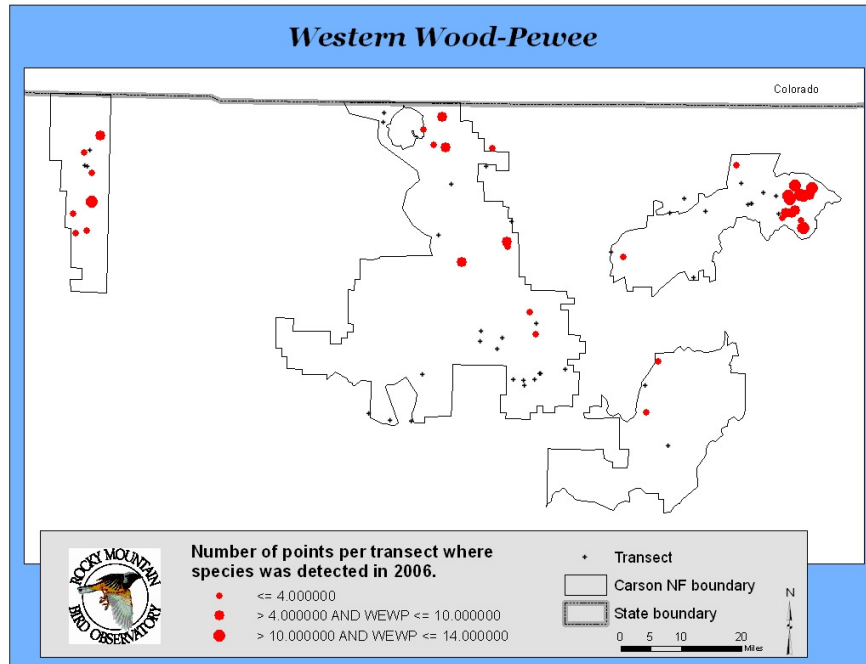 Western Wood-Pewee
Colorado
ROCKY MOUNTAIN
BIRD OBSERVATORY
Number of points per transect where
species was detected in 2006.
<= 4.000000
> 4.000000 AND WEWP <= 10.000000
> 10.000000 AND WEWP <= 14.000000
Transect
Carson NF boundary
State boundary
N
0 5 10 20
Miles